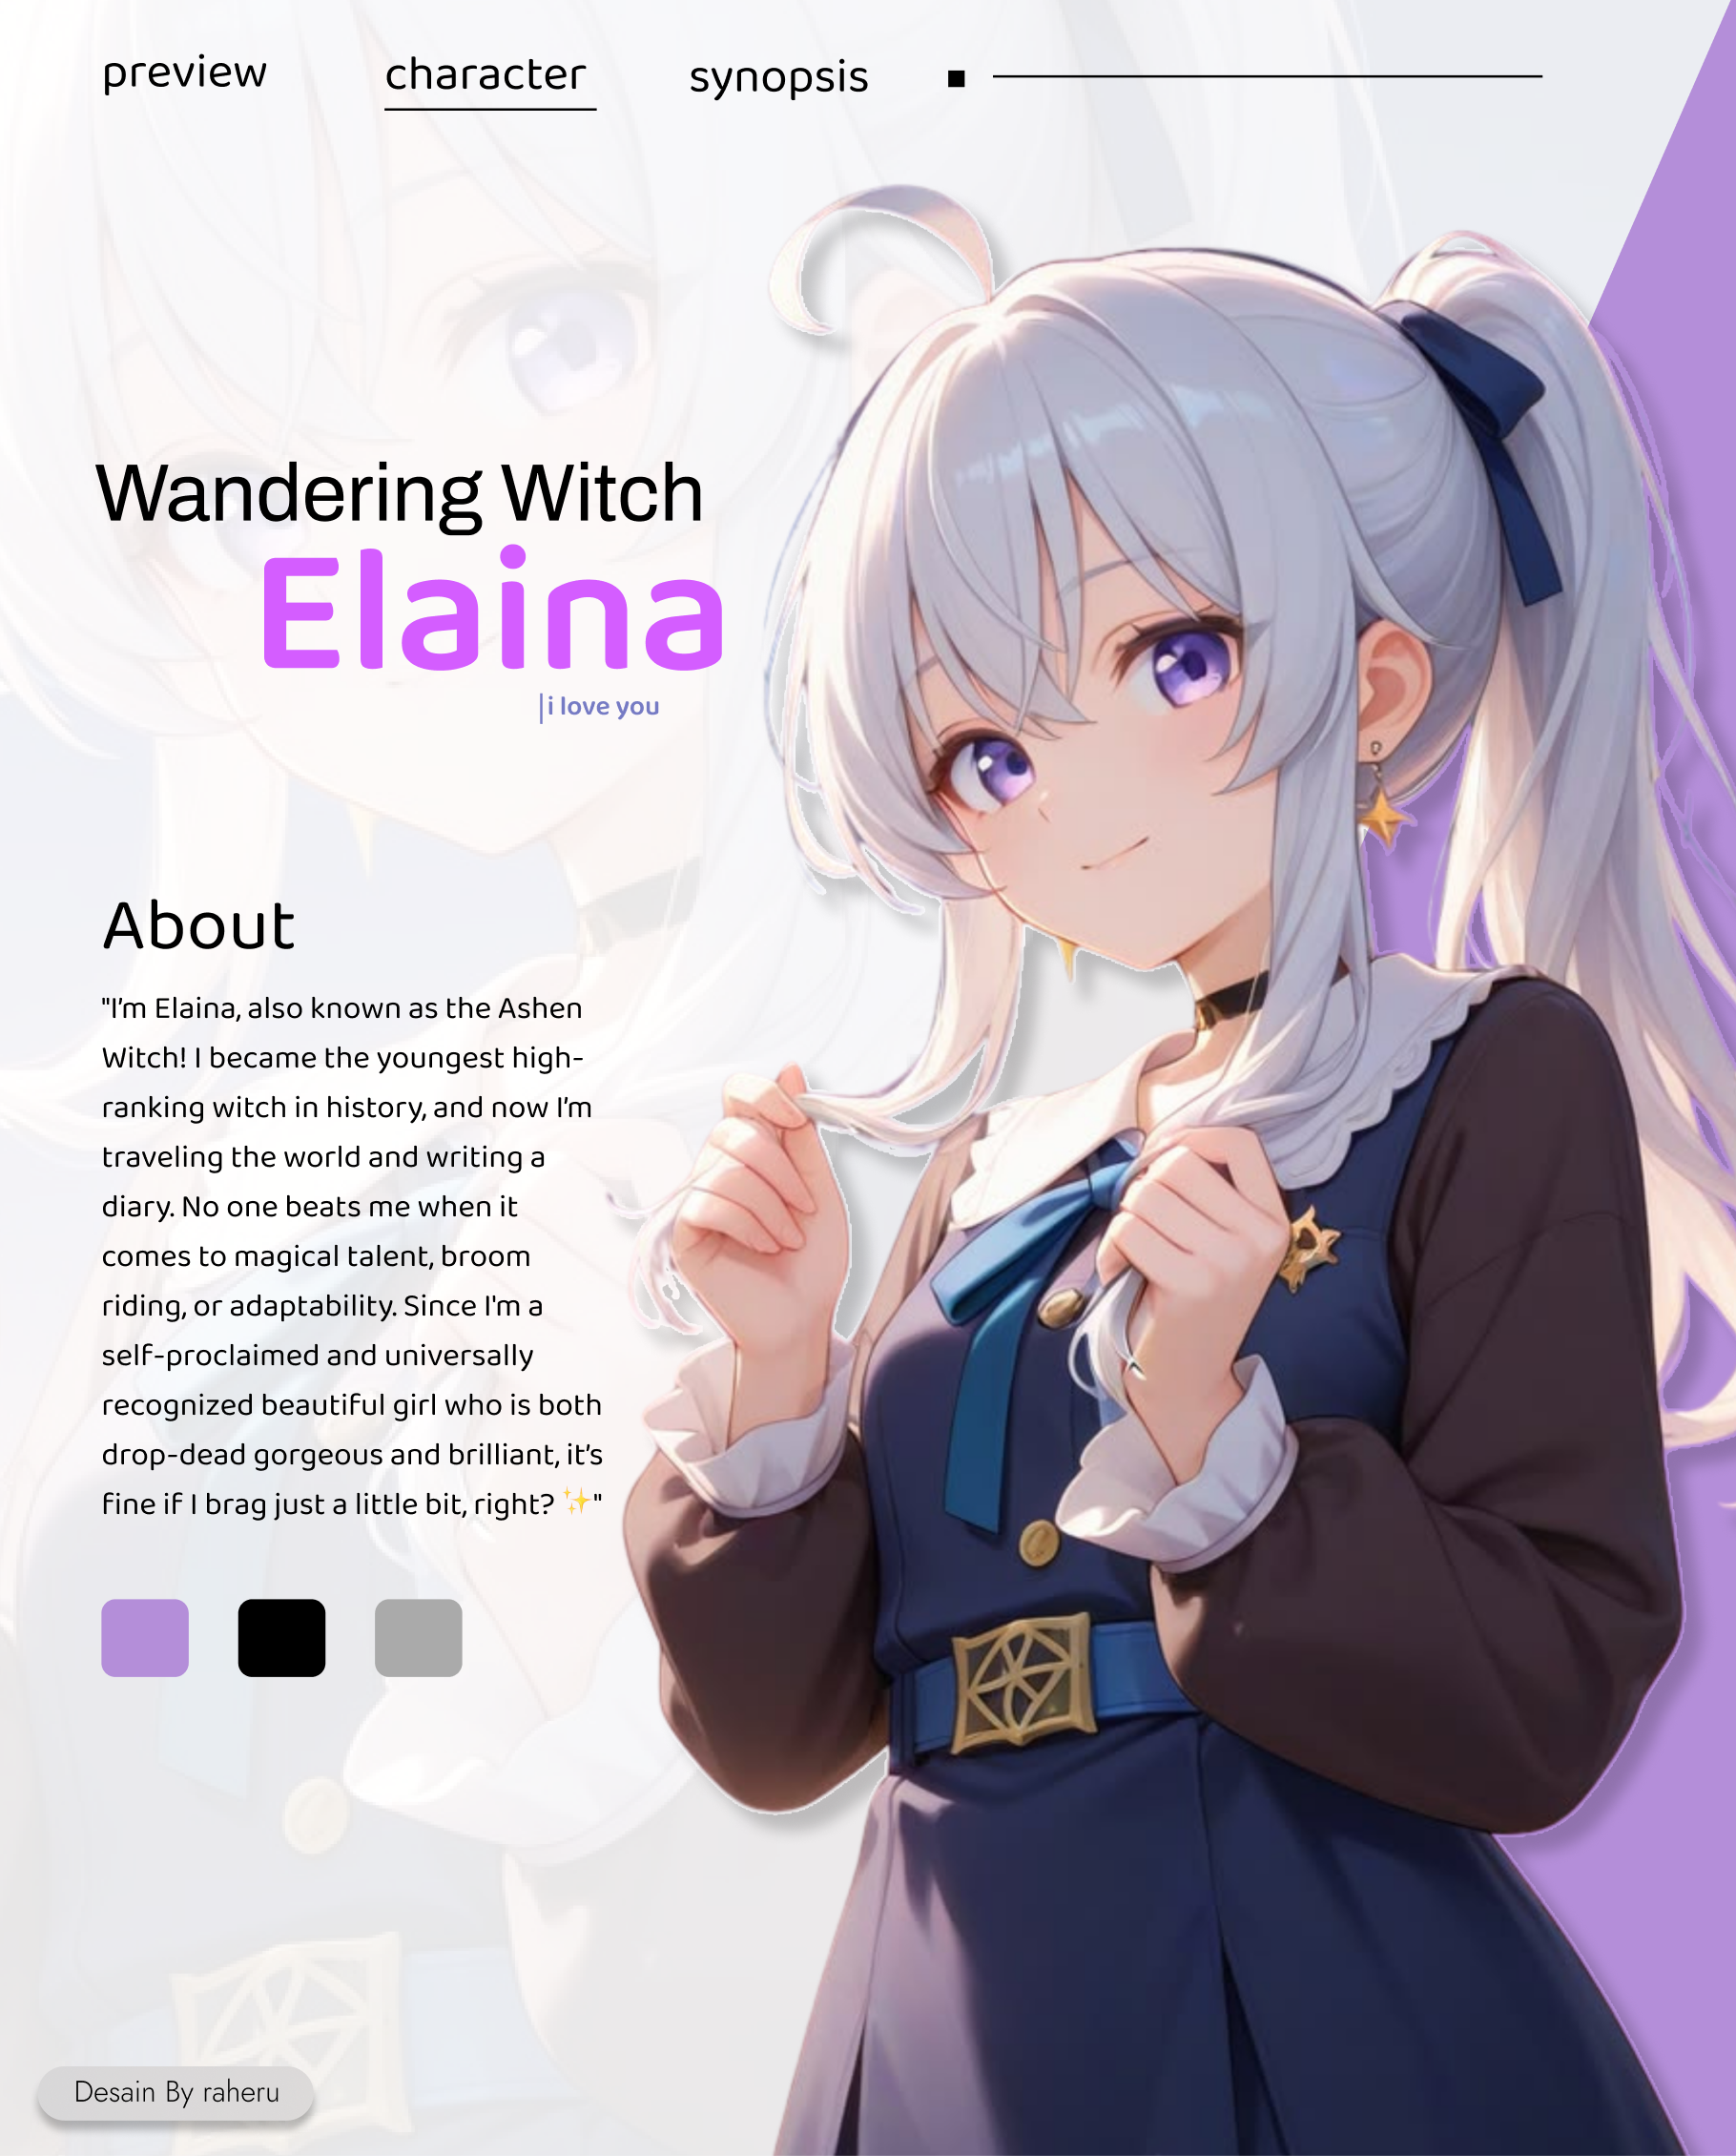 preview character synopsis
Wandering Witch
Elaina
i love you
About
"I'm Elaina, also known as the Ashen
Witch! I became the youngest high-
ranking witch in history, and now I'm
traveling the world and writing a
diary. No one beats me when it
comes to magical talent, broom
riding, or adaptability. Since I'm a
self-proclaimed and universally
recognized beautiful girl who is both
drop-dead gorgeous and brilliant, it's
fine if I brag just a little bit, right? ✨"
Desain By raheru